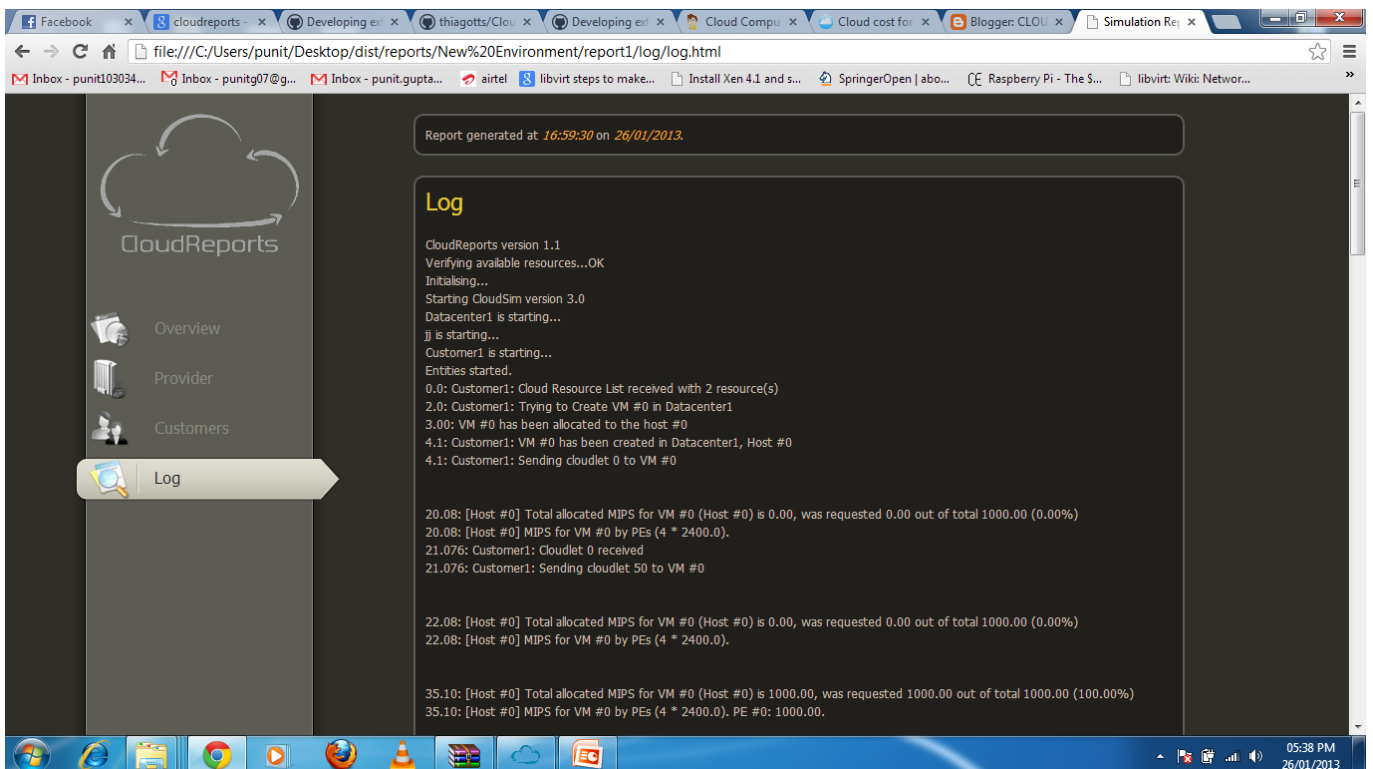 Facebook
cloudreports -
Developing ext
thiagotts/Clou
Developing ext
Cloud Compu
Cloud cost for
Blogger: CLOU
Simulation Rep
file:///C:/Users/punit/Desktop/dist/reports/New%20Environment/report1/log/log.html
Inbox - punit103034...
Inbox - punitg07@g...
Inbox - punit.gupta...
airtel
libvirt steps to make...
Install Xen 4.1 and s...
SpringerOpen | abo...
Raspberry Pi - The $...
libvirt: Wiki: Networ...
»
CloudReports
Overview
Provider
Customers
Log
Report generated at 16:59:30 on 26/01/2013.
Log
CloudReports version 1.1
Verifying available resources...OK
Initialising...
Starting CloudSim version 3.0
Datacenter1 is starting...
jj is starting...
Customer1 is starting...
Entities started.
0.0: Customer1: Cloud Resource List received with 2 resource(s)
2.0: Customer1: Trying to Create VM #0 in Datacenter1
3.00: VM #0 has been allocated to the host #0
4.1: Customer1: VM #0 has been created in Datacenter1, Host #0
4.1: Customer1: Sending cloudlet 0 to VM #0
20.08: [Host #0] Total allocated MIPS for VM #0 (Host #0) is 0.00, was requested 0.00 out of total 1000.00 (0.00%)
20.08: [Host #0] MIPS for VM #0 by PEs (4 * 2400.0).
21.076: Customer1: Cloudlet 0 received
21.076: Customer1: Sending cloudlet 50 to VM #0
22.08: [Host #0] Total allocated MIPS for VM #0 (Host #0) is 0.00, was requested 0.00 out of total 1000.00 (0.00%)
22.08: [Host #0] MIPS for VM #0 by PEs (4 * 2400.0).
35.10: [Host #0] Total allocated MIPS for VM #0 (Host #0) is 1000.00, was requested 1000.00 out of total 1000.00 (100.00%)
35.10: [Host #0] MIPS for VM #0 by PEs (4 * 2400.0). PE #0: 1000.00.
05:38 PM
26/01/2013